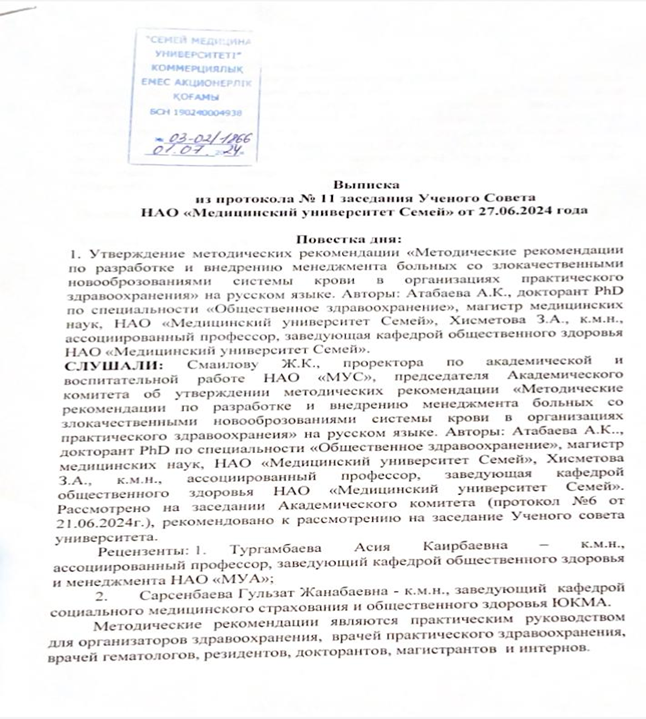 "СЕМЕЙ МЕДИЦИНА
УНИВЕРСИТЕТІ"
КОММЕРЦИЯЛЫҚ
ЕМЕС АКЦИОНЕРЛІК
ҚОҒАМЫ
БСН 190240004938
03-02/1866
01.07. 24
Выписка
из протокола № 11 заседания Ученого Совета
НАО «Медицинский университет Семей» от 27.06.2024 года
Повестка дня:
1. Утверждение методических рекомендации «Методические рекомендации
по разработке и внедрению менеджмента больных со злокачественными
новооброзованиями системы крови в организациях практического
здравоохранения» на русском языке. Авторы: Атабаева А.К., докторант PhD
по специальности «Общественное здравоохранение», магистр медицинских
наук, НАО «Медицинский университет Семей», Хисметова З.А., к.м.н.,
ассоциированный профессор, заведующая кафедрой общественного здоровья
НАО «Медицинский университет Семей».
СЛУШАЛИ: Смаилову Ж.К., проректора по академической и
воспитательной работе НАО «МУС», председателя Академического
комитета об утверждении методических рекомендации «Методические
рекомендации по разработке и внедрению менеджмента больных со
злокачественными новооброзованиями системы крови в организациях
практического здравоохранеия» на русском языке. Авторы: Атабаева А.К..,
докторант PhD по специальности «Общественное здравоохранение», магистр
медицинских наук, НАО «Медицинский университет Семей», Хисметова
З.А., к.м.н., ассоциированный профессор, заведующая кафедрой
общественного здоровья НАО «Медицинский университет Семей».
Рассмотрено на заседании Академического комитета (протокол №6 от
21.06.2024г.), рекомендовано к рассмотрению на заседание Ученого совета
университета.
Рецензенты: 1. Тургамбаева Асия Каирбаевна – к.м.н.,
ассоциированный профессор, заведующий кафедрой общественного здоровья
и менеджмента НАО «МУА»;
2. Сарсенбаева Гульзат Жанабаевна - к.м.н., заведующий кафедрой
социального медицинского страхования и общественного здоровья ЮКМА.
Методические рекомендации являются практическим руководством
для организаторов здравоохранения, врачей практического здравоохранения,
врачей гематологов, резидентов, докторантов, магистрантов и интернов.